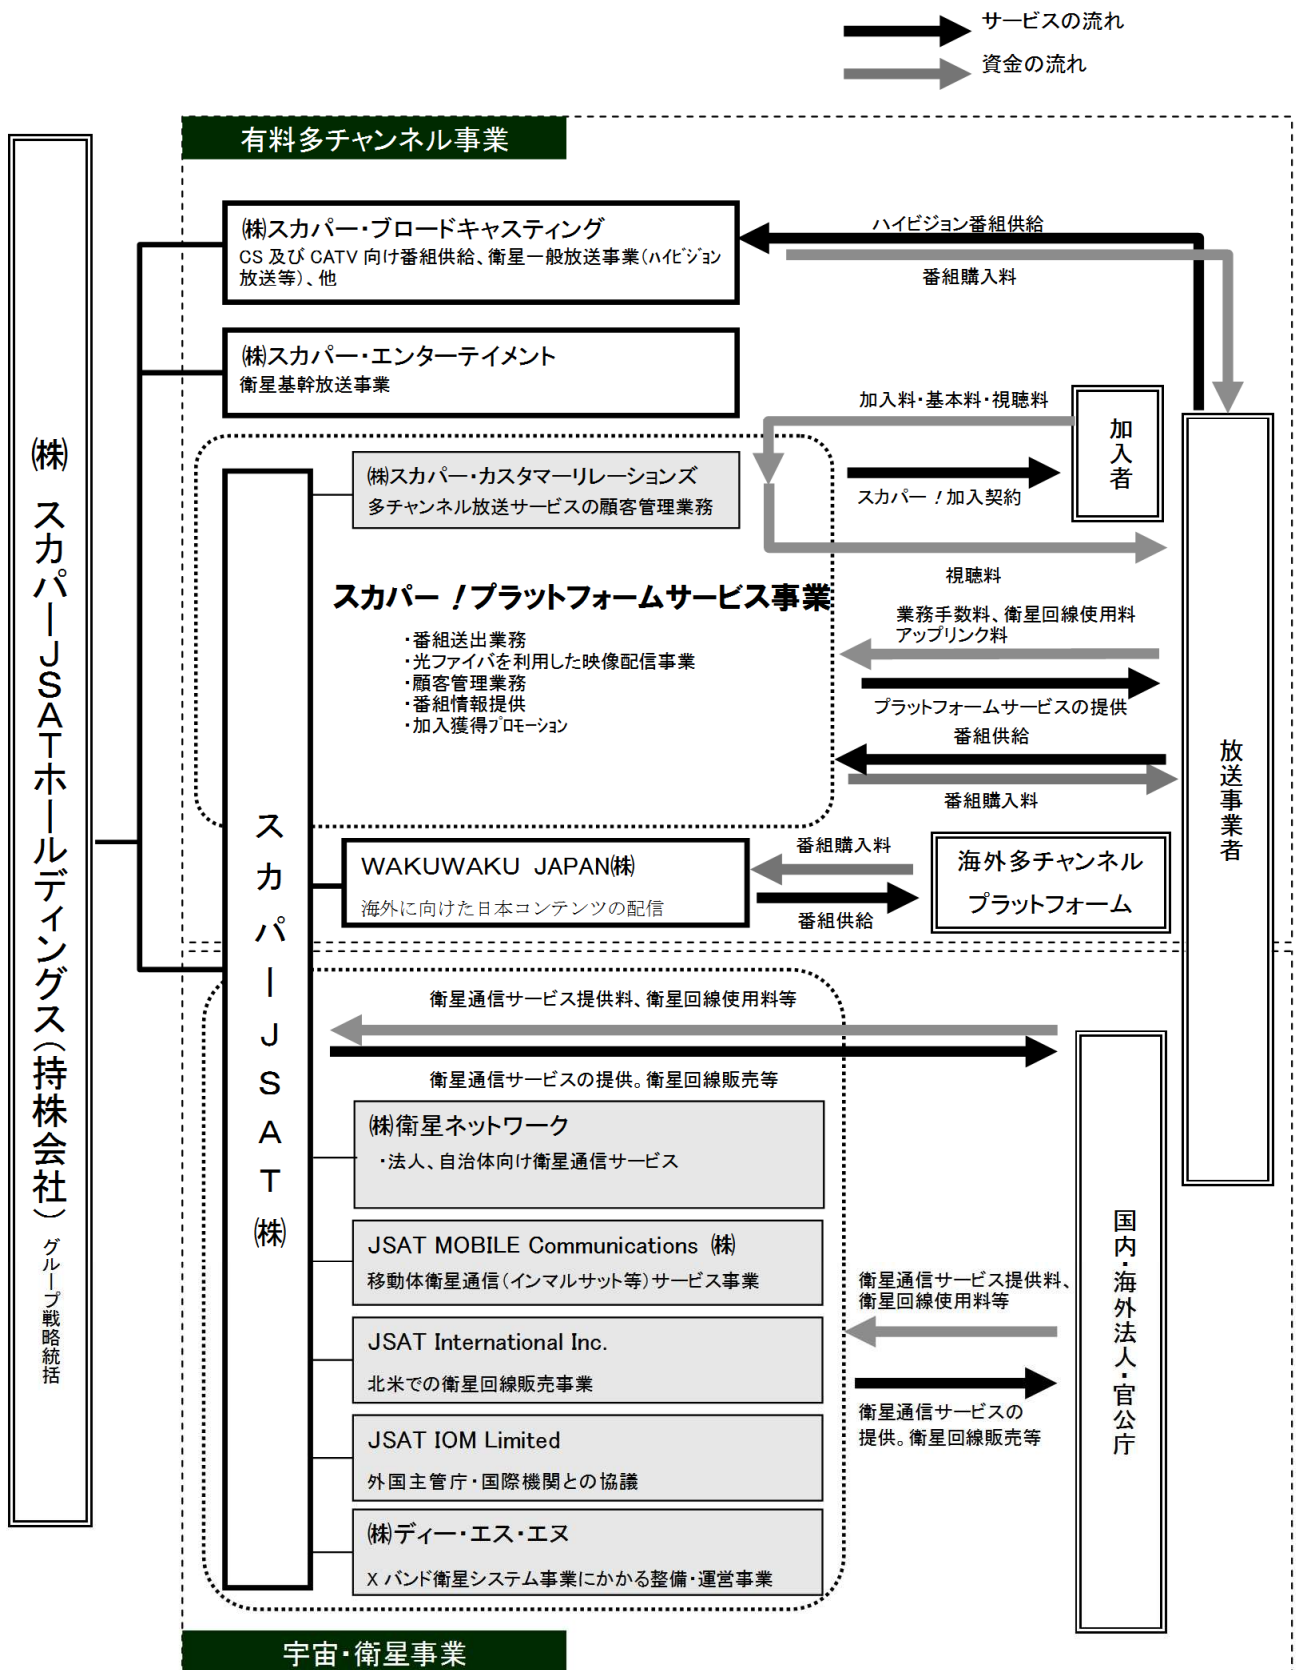 サービスの流れ
資金の流れ
有料多チャンネル事業
㈱スカパー・ブロードキャスティング
CS 及び CATV 向け番組供給、衛星一般放送事業(ﾊｲﾋﾞｼﾞｮﾝ
放送等)、他
ハイビジョン番組供給
番組購入料
㈱スカパー・エンターテイメント
衛星基幹放送事業
加入料・基本料・視聴料
加入者
㈱スカパー・カスタマーリレーションズ
多チャンネル放送サービスの顧客管理業務
スカパー！加入契約
視聴料
スカパー！プラットフォームサービス事業
・番組送出業務
・光ファイバを利用した映像配信事業
・顧客管理業務
・番組情報提供
・加入獲得ﾌﾟﾛﾓｰｼｮﾝ
業務手数料、衛星回線使用料
アップリンク料
プラットフォームサービスの提供
番組供給
番組購入料
放送事業者
㈱ スカパーＪＳＡＴホールディングス（持株会社） グループ戦略統括
スカパーＪＳＡＴ㈱
WAKUWAKU JAPAN㈱
海外に向けた日本コンテンツの配信
番組購入料
番組供給
海外多チャンネル
プラットフォーム
衛星通信サービス提供料、衛星回線使用料等
衛星通信サービスの提供。衛星回線販売等
㈱衛星ネットワーク
・法人、自治体向け衛星通信サービス
JSAT MOBILE Communications ㈱
移動体衛星通信(インマルサット等)サービス事業
JSAT International Inc.
北米での衛星回線販売事業
JSAT IOM Limited
外国主管庁・国際機関との協議
㈱ディー・エス・エヌ
X バンド衛星システム事業にかかる整備・運営事業
衛星通信サービス提供料、
衛星回線使用料等
衛星通信サービスの
提供。衛星回線販売等
国内・海外法人・官公庁
宇宙・衛星事業